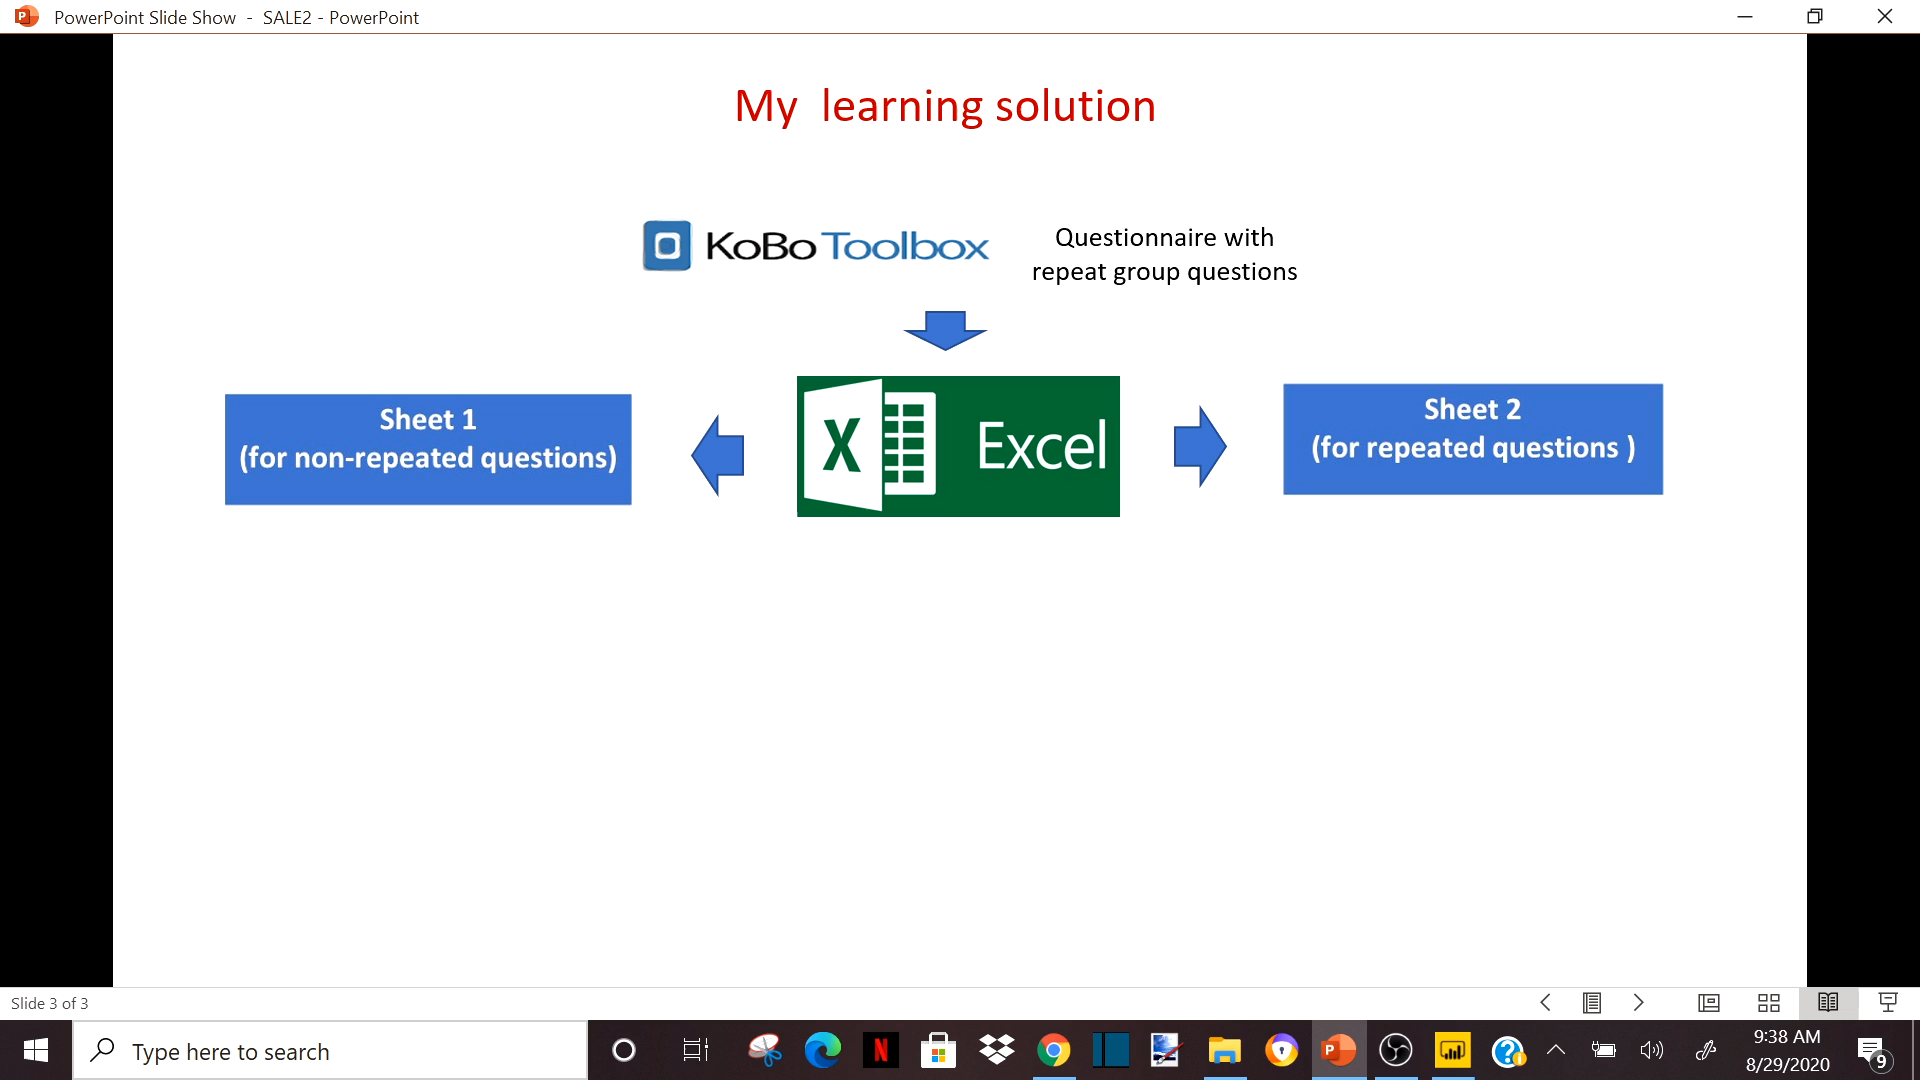 PowerPoint Slide Show - SALE2 - PowerPoint
My learning solution
KoBo Toolbox
Questionnaire with
repeat group questions
Sheet 1
(for non-repeated questions)
X Excel
Sheet 2
(for repeated questions )
Slide 3 of 3
Type here to search
9:38 AM
8/29/2020
9